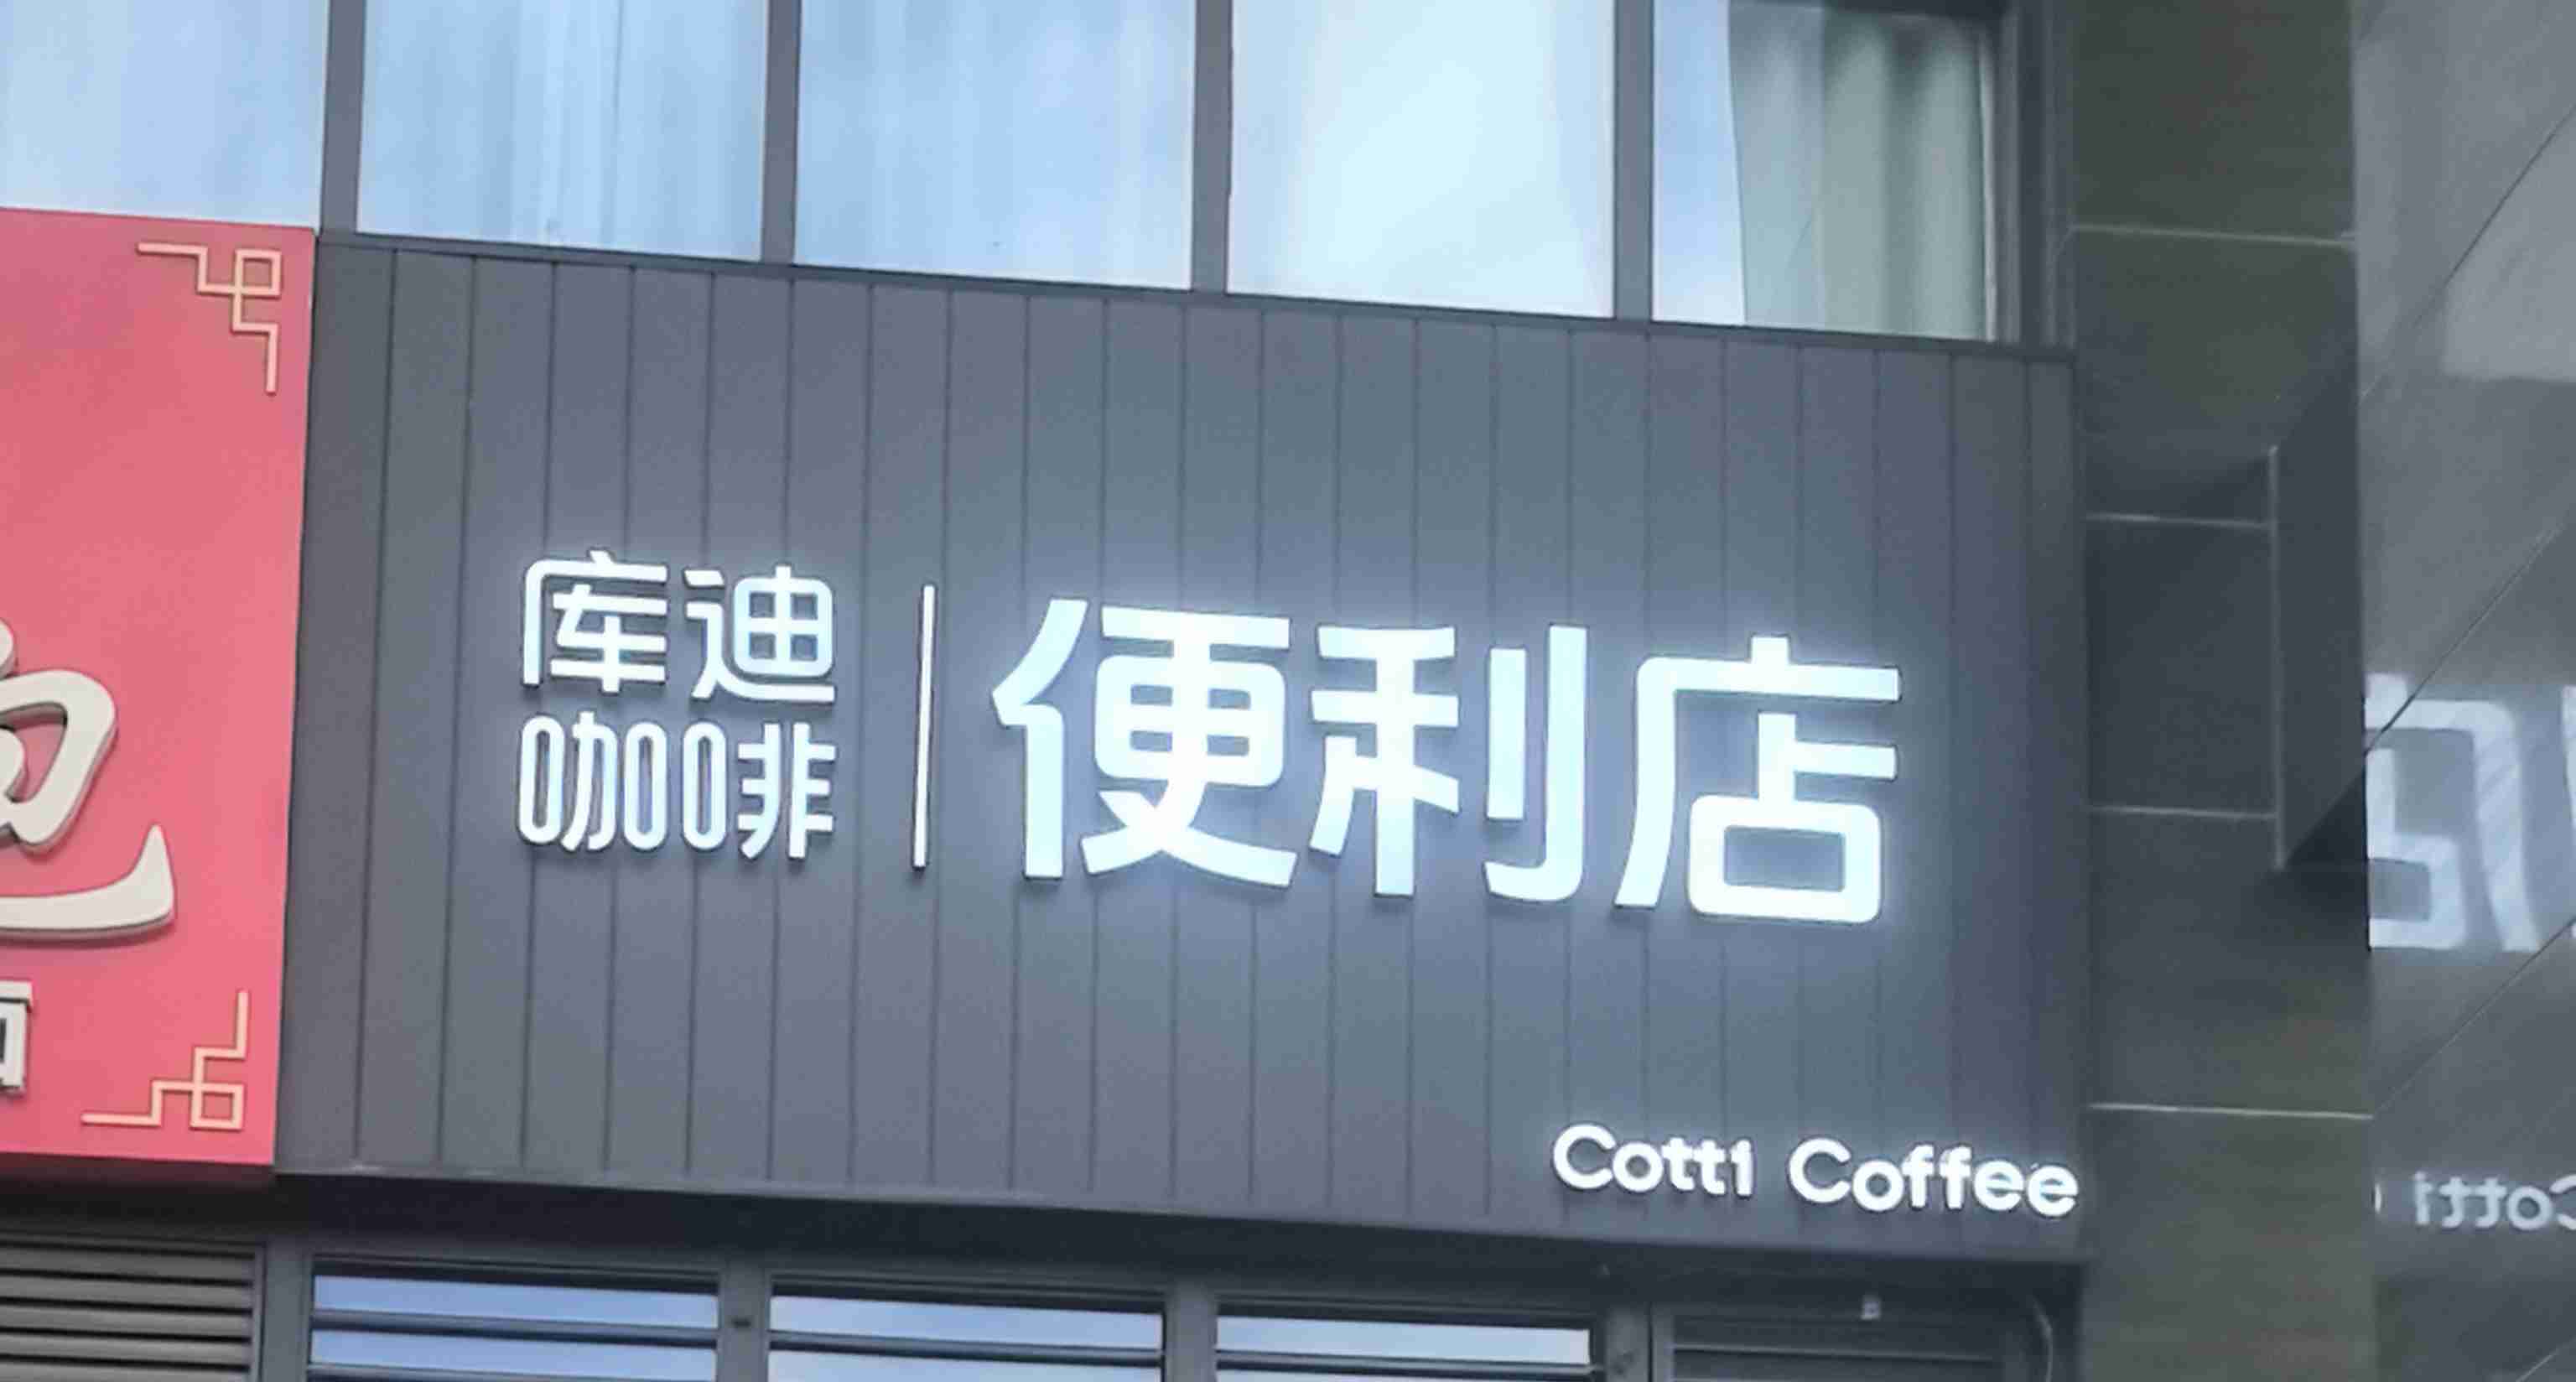 库迪
咖啡
便利店
Cotti Coffee